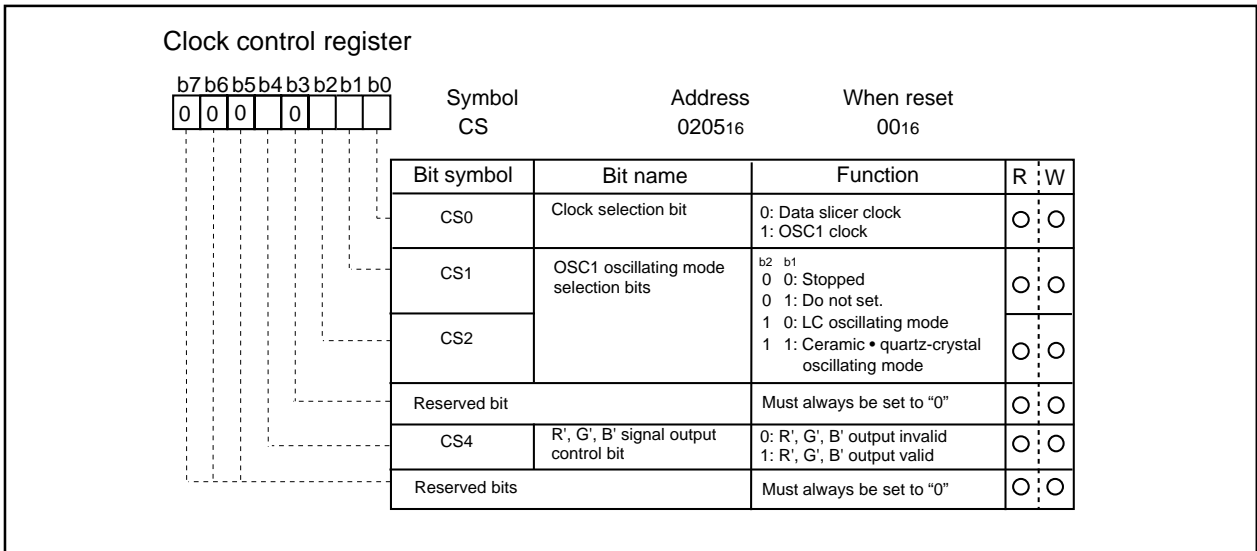 Clock control register
b7 b6 b5 b4 b3 b2 b1 b0
0 0 0 0
Symbol Address When reset
CS 020516 0016
Bit symbol Bit name Function R W
CS0 Clock selection bit 0: Data slicer clock
1: OSC1 clock
CS1 OSC1 oscillating mode
selection bits
b2 b1
0 0: Stopped
0 1: Do not set.
1 0: LC oscillating mode
CS2 1 1: Ceramic • quartz-crystal
oscillating mode
Reserved bit Must always be set to “0”
CS4 R', G', B' signal output
control bit
0: R', G', B' output invalid
1: R', G', B' output valid
Reserved bits Must always be set to “0”